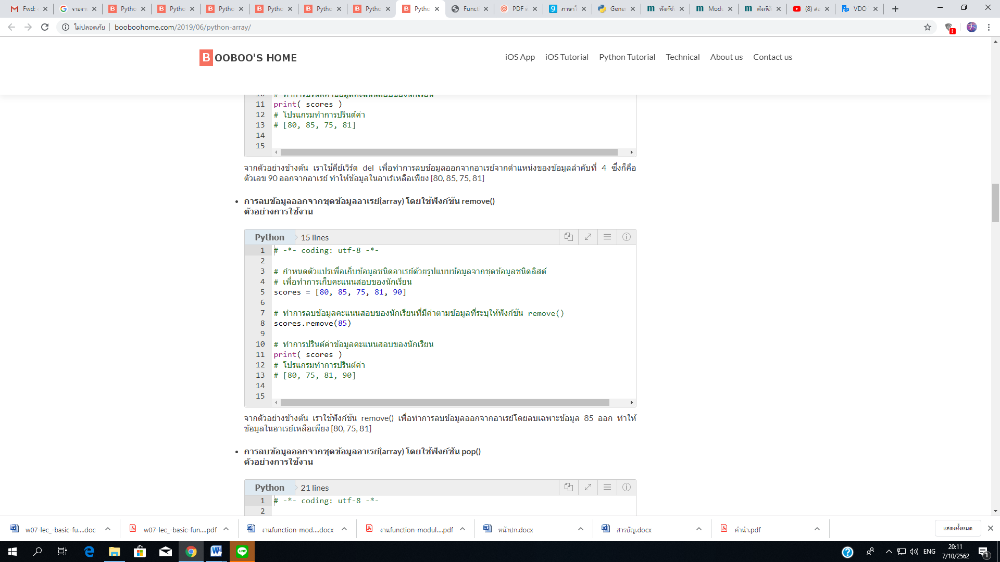 Fwd:
รายงา
Pytho
Pytho
Pytho
Pytho
Pytho
Pytho
Pytho
Funct
PDF
ภาษาโ
Gene
ฟังก์ชั
Modu
ฟังก์ชั
(8) สอ
VDO
ไม่ปลอดภัย
booboohome.com/2019/06/python-array/
BOOBOO'S HOME
iOS App
iOS Tutorial
Python Tutorial
Technical
About us
Contact us
10 # ทำการปรินต์ค่าข้อมูลคะแนนสอบของนักเรียน
11 print( scores )
12 # โปรแกรมทำการปรินต์ค่า
13 # [80, 85, 75, 81]
14
15
จากตัวอย่างข้างต้น เราใช้คีย์เวิร์ด del เพื่อทำการลบข้อมูลออกจากอาเรย์จากตำแหน่งของข้อมูลลำดับที่ 4 ซึ่งก็คือ
ตัวเลข 90 ออกจากอาเรย์ ทำให้ข้อมูลในอาเร์เหลือเพียง [80, 85, 75, 81]
• การลบข้อมูลออกจากชุดข้อมูลอาเรย์(array) โดยใช้ฟังก์ชัน remove()
ตัวอย่างการใช้งาน
Python 15 lines
1 # -*- coding: utf-8 -*-
2
3 # กำหนดตัวแปรเพื่อเก็บข้อมูลชนิดอาเรย์ด้วยรูปแบบข้อมูลจากชุดข้อมูลชนิดลิสต์
4 # เพื่อทำการเก็บคะแนนสอบของนักเรียน
5 scores = [80, 85, 75, 81, 90]
6
7 # ทำการลบข้อมูลคะแนนสอบของนักเรียนที่มีค่าตามข้อมูลที่ระบุให้ฟังก์ชัน remove()
8 scores.remove(85)
9
10 # ทำการปรินต์ค่าข้อมูลคะแนนสอบของนักเรียน
11 print( scores )
12 # โปรแกรมทำการปรินต์ค่า
13 # [80, 75, 81, 90]
14
15
จากตัวอย่างข้างต้น เราใช้ฟังก์ชัน remove() เพื่อทำการลบข้อมูลออกจากอาเรย์โดยลบเฉพาะข้อมูล 85 ออก ทำให้
ข้อมูลในอาเรย์เหลือเพียง [80, 75, 81]
• การลบข้อมูลออกจากชุดข้อมูลอาเรย์(array) โดยใช้ฟังก์ชัน pop()
ตัวอย่างการใช้งาน
Python 21 lines
1 # -*- coding: utf-8 -*-
2
w07-lec_-basic-fu....doc
w07-lec_-basic-fun....pdf
งานfunction-mod....docx
งานfunction-modul....pdf
หน้าปก.docx
สารบัญ.docx
คำนำ.pdf
แสดงทั้งหมด
ENG
20:11
7/10/2562
1